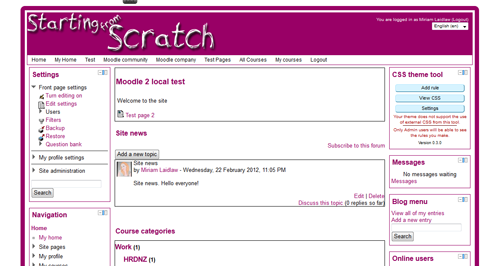 Starting from Scratch
You are logged in as Miriam Laidlaw (Logout)
English (en)
Home My Home Test Moodle community Moodle company Test Pages All Courses My courses Logout
Settings
Front page settings
Turn editing on
Edit settings
Users
Filters
Backup
Restore
Question bank
My profile settings
Site administration
Search
Navigation
Home
My home
Site pages
My profile
My courses
Moodle 2 local test
Welcome to the site
Test page 2
Site news
Subscribe to this forum
Add a new topic
Site news
by Miriam Laidlaw - Wednesday, 22 February 2012, 11:05 PM
Site news. Hello everyone!
Edit | Delete
Discuss this topic (0 replies so far)
Course categories
Work (1)
HRDNZ (1)
CSS theme tool
Add rule
View CSS
Settings
Your theme does not support the use
of external CSS from this tool
Only Admin users will be able to
see the rules you make.
Version 0.3.0
Messages
No messages waiting
Messages
Blog menu
View all of my entries
Add a new entry
Search
Online users